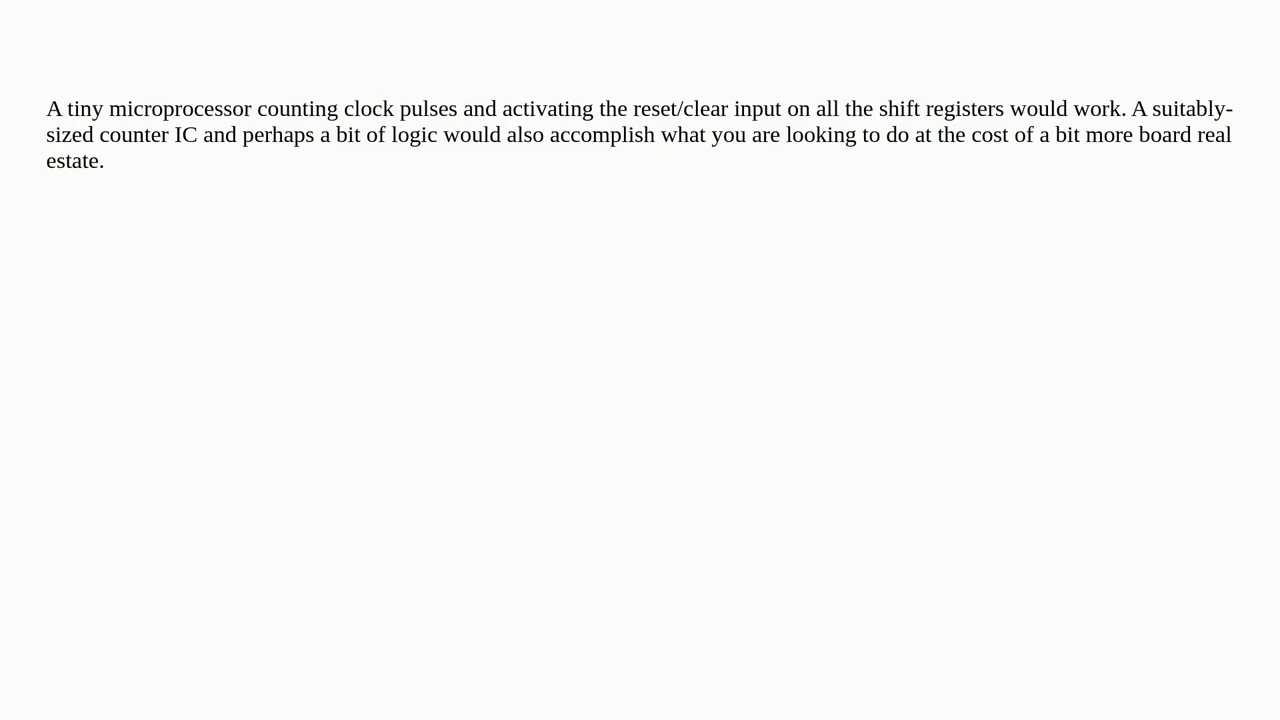 A tiny microprocessor counting clock pulses and activating the reset/clear input on all the shift registers would work. A suitably-
sized counter IC and perhaps a bit of logic would also accomplish what you are looking to do at the cost of a bit more board real
estate.